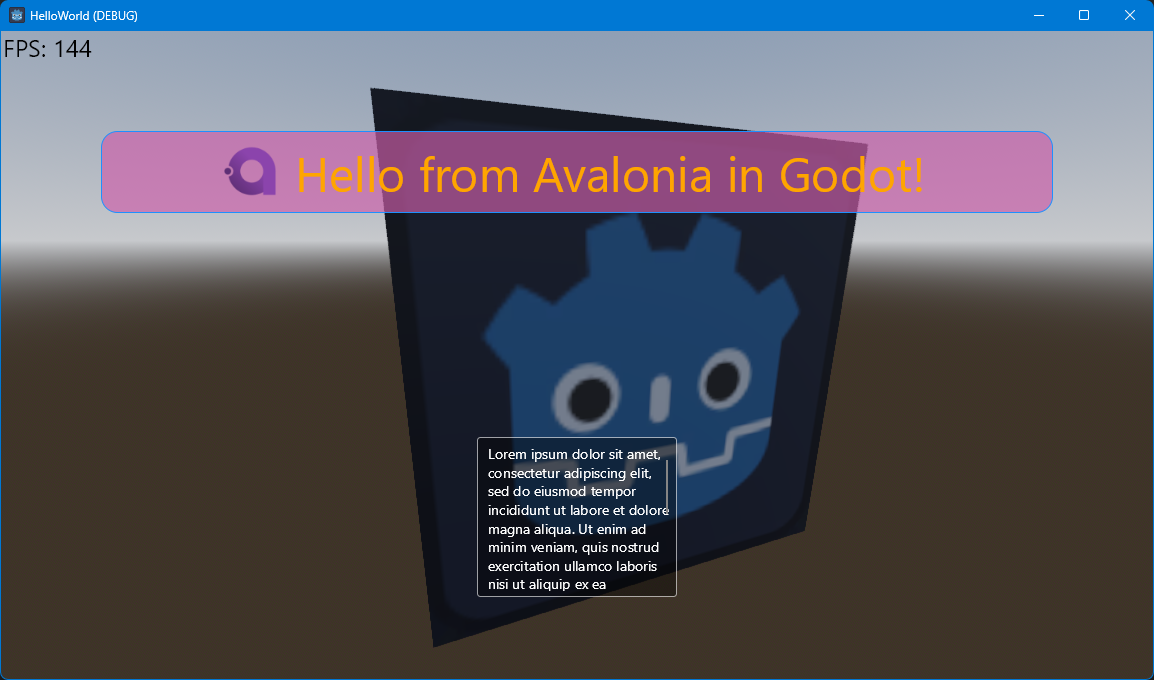 HelloWorld (DEBUG)
FPS: 144
Hello from Avalonia in Godot!
Lorem ipsum dolor sit amet,
consectetur adipiscing elit,
sed do eiusmod tempor
incididunt ut labore et dolore
magna aliqua. Ut enim ad
minim veniam, quis nostrud
exercitation ullamco laboris
nisi ut aliquip ex ea